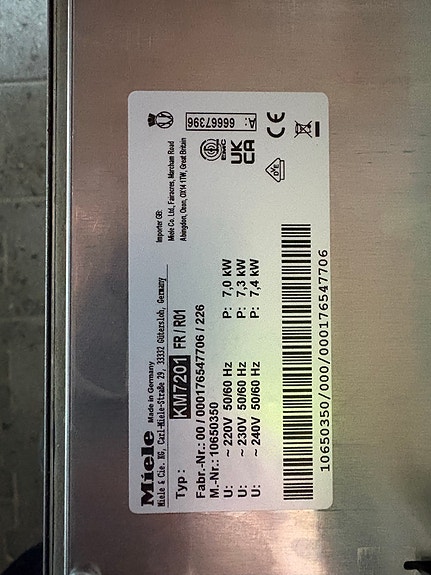 Miele Made in Germany
Miele & Cie. KG, Carl-Miele-Straße 29, 33332 Gütersloh, Germany
Typ: KM7201 FR / R01
Fabr.-Nr.: 00 / 000176547706 / 226
M.-Nr.: 10650350
U: ~ 220V 50/60 Hz P: 7,0 kW
U: ~ 230V 50/60 Hz P: 7,3 kW
U: ~ 240V 50/60 Hz P: 7,4 kW
10650350/000/000176547706
Importer GB:
Miele Co. Ltd., Fairacres, Marcham Road
Abingdon, Oxon, OX14 1TW, Great Britain
A: 66667396
UK
CA
CE